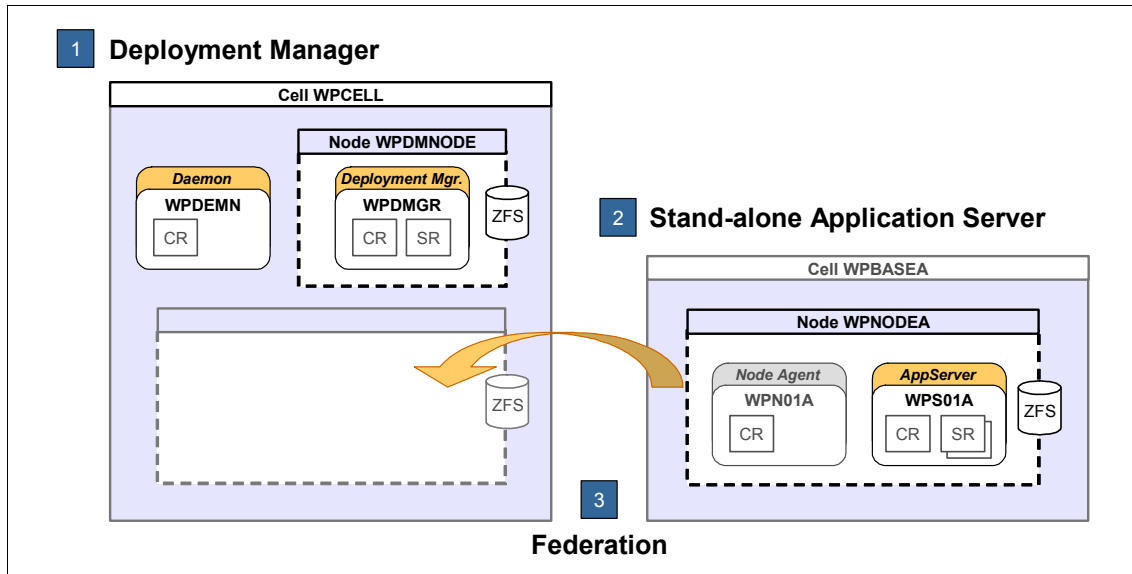 1 Deployment Manager
Cell WPCELL
Node WPDMNODE
Daemon
WPDEMN
CR
Deployment Mgr.
WPDMGR
CR SR
ZFS
ZFS
2 Stand-alone Application Server
Cell WPBASEA
Node WPNODEA
Node Agent
WPN01A
CR
AppServer
WPS01A
CR SR
ZFS
3
Federation